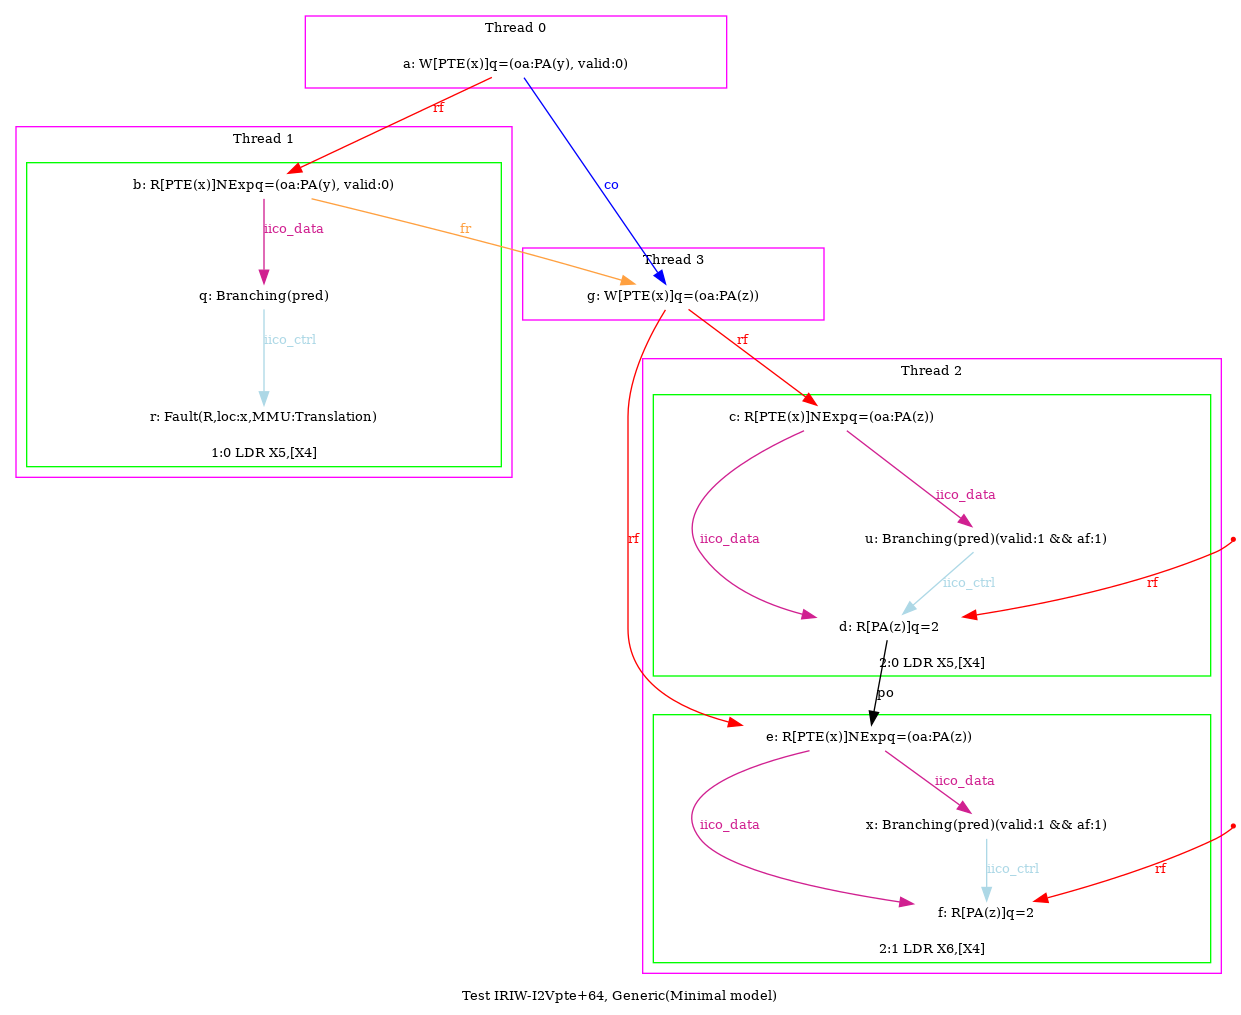 Thread 0
a: W[PTE(x)]q=(oa:PA(y), valid:0)
rf
Thread 1
co
b: R[PTE(x)]NExpq=(oa:PA(y), valid:0)
iico_data
fr
Thread 3
q: Branching(pred)
g: W[PTE(x)]q=(oa:PA(z))
iico_ctrl
rf
Thread 2
r: Fault(R,loc:x,MMU:Translation)
c: R[PTE(x)]NExpq=(oa:PA(z))
1:0 LDR X5,[X4]
iico_data
rf
iico_data
u: Branching(pred)(valid:1 && af:1)
iico_ctrl
rf
d: R[PA(z)]q=2
2:0 LDR X5,[X4]
po
e: R[PTE(x)]NExpq=(oa:PA(z))
iico_data
iico_data
x: Branching(pred)(valid:1 && af:1)
iico_ctrl
rf
f: R[PA(z)]q=2
2:1 LDR X6,[X4]
Test IRIW-I2Vpte+64, Generic(Minimal model)